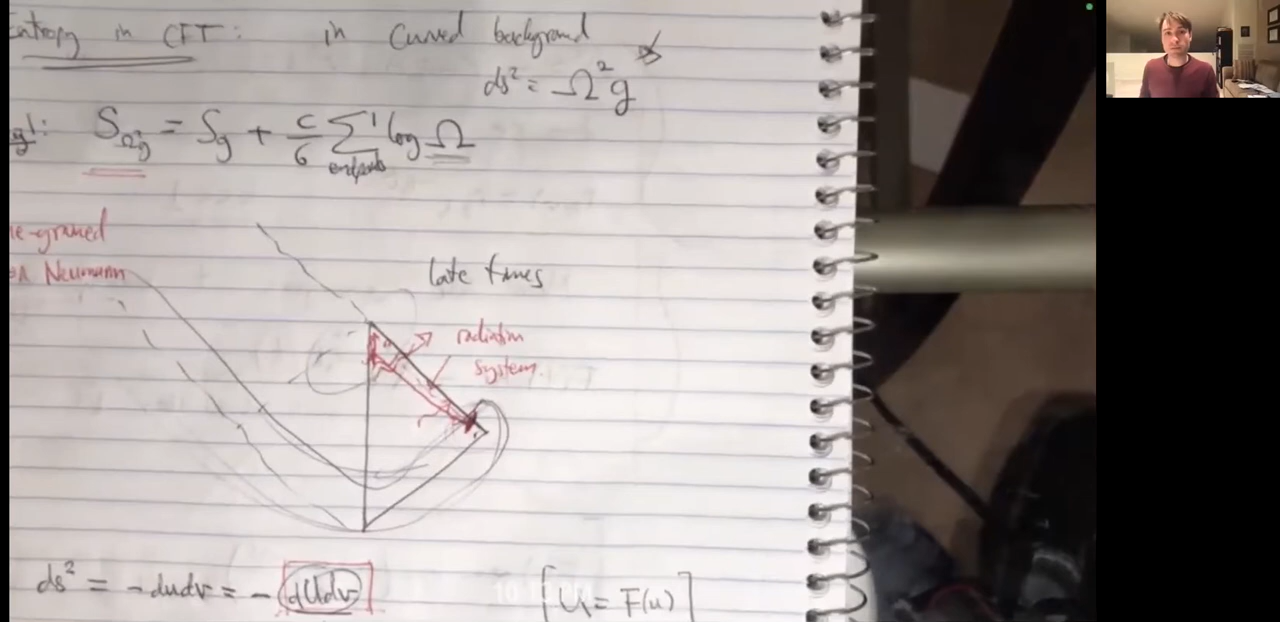 entropy in CFT: in Curved background
ds² = Ω²g
S_Ω²g = S_g + c/6 Σ log Ω
endpoints
late times
Neumann
radiation
system.
ds² = -dudv = - dUdv [U = F(u)]